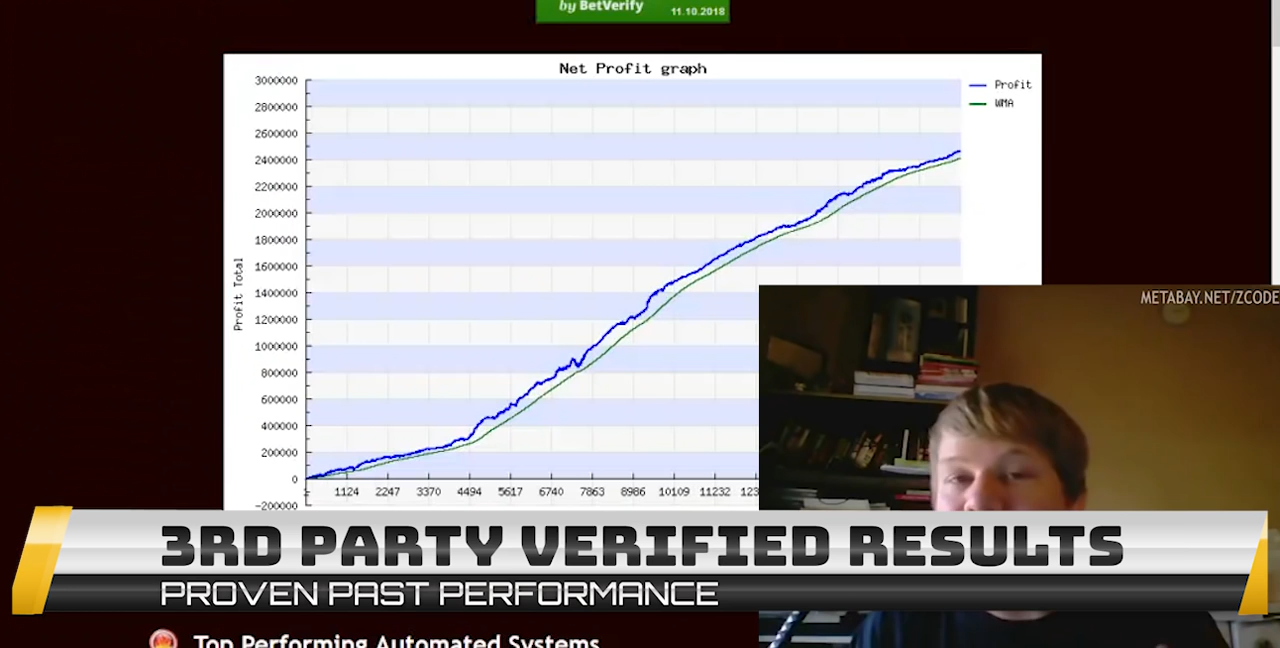 by BetVerify
11.10.2018
Net Profit graph
3000000
2800000
2600000
2400000
2200000
2000000
1800000
1600000
1400000
1200000
1000000
800000
600000
400000
200000
0
-200000
Profit Total
Profit
WMA
1124 2247 3370 4494 5617 6740 7863 8986 10109 11232 123
METABAY.NET/ZCODE
3RD PARTY VERIFIED RESULTS
PROVEN PAST PERFORMANCE
Top Performing Automated Systems